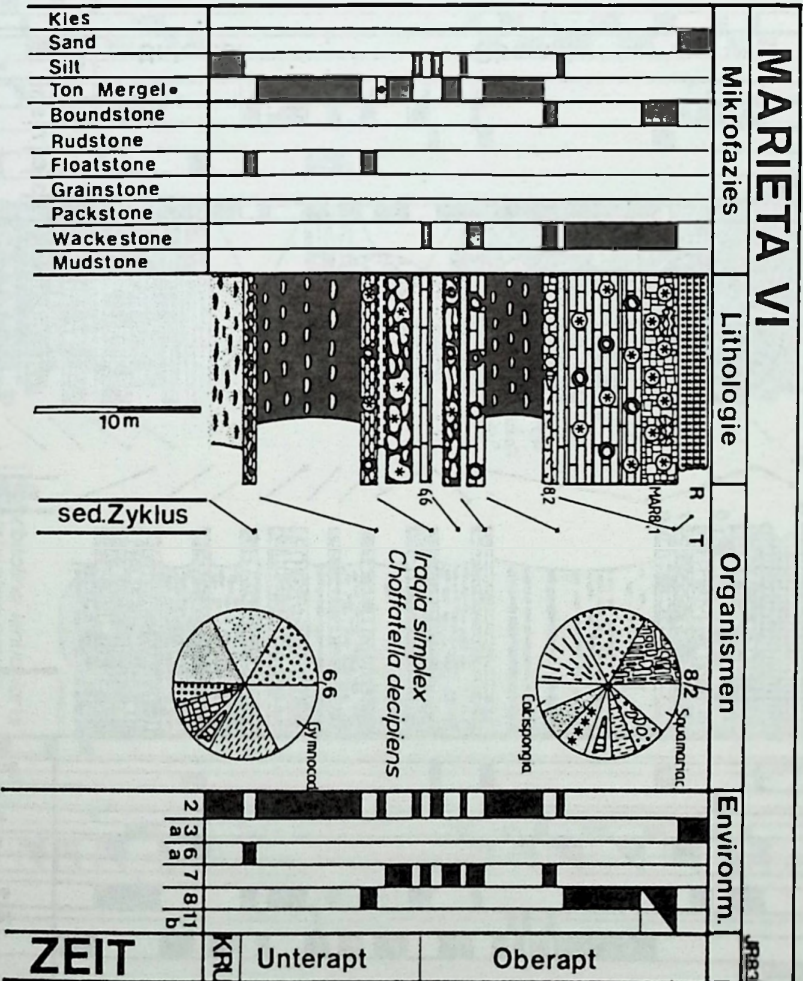 MARIETA VI
Mikrofazies
Kies
Sand
Silt
Ton Mergel
Boundstone
Rudstone
Floatstone
Grainstone
Packstone
Wackestone
Mudstone
Lithologie
10 m
6,6
8,2
MAR8/1
Organismen
sed.Zyklus
R
T
Iraqia simplex
Choffatella decipiens
6.6
Gymnocod.
8/2
Squamariac.
Calcispongia
Environm.
2
3 a
6 a
7
8
11 b
ZEIT
KRU
Unterapt
Oberapt
JR83